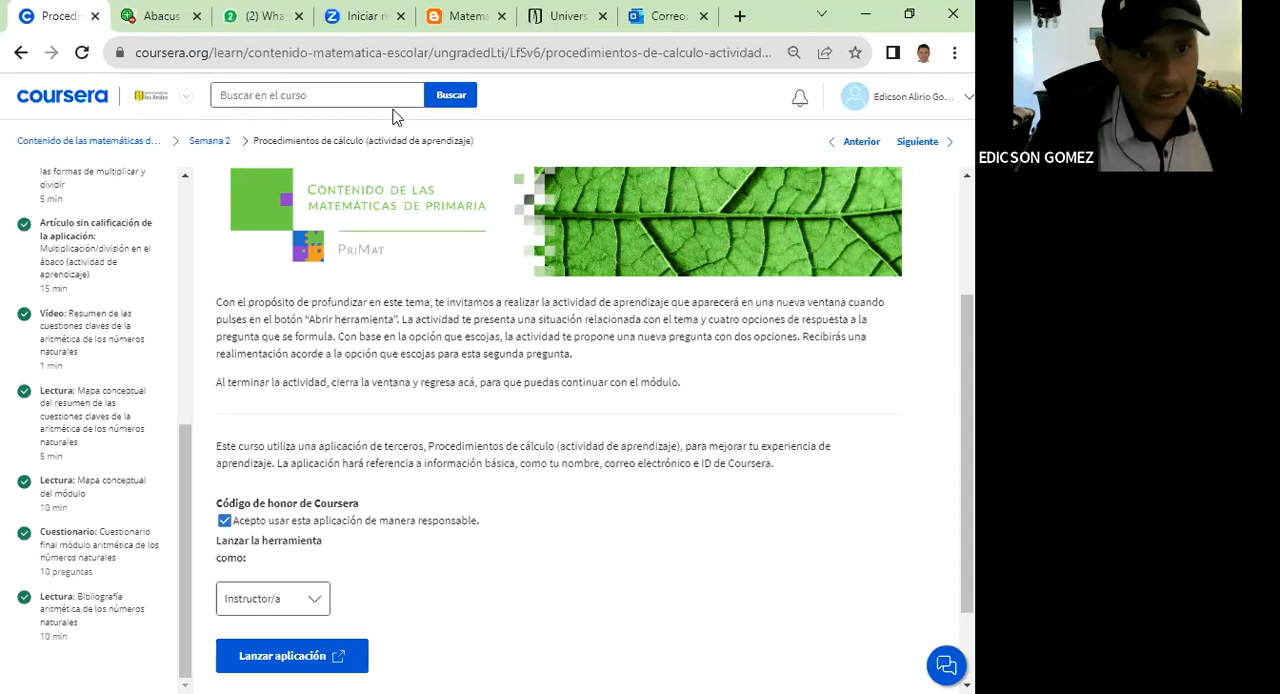 Procedi
Abacus
(2) Wha
Iniciar re
Matema
Univers
Correo:
coursera.org/learn/contenido-matematica-escolar/ungradedLti/LfSv6/procedimientos-de-calculo-actividad...
coursera
Buscar en el curso
Buscar
Edicson Alirio Go...
Contenido de las matemáticas d...
Semana 2
Procedimientos de cálculo (actividad de aprendizaje)
Anterior
Siguiente
EDICSON GOMEZ
las formas de multiplicar y
dividir
5 min
Artículo sin calificación de
la aplicación:
Multiplicación/división en el
ábaco (actividad de
aprendizaje)
15 min
Vídeo: Resumen de las
cuestiones claves de la
aritmética de los números
naturales
1 min
Lectura: Mapa conceptual
del resumen de las
cuestiones claves de la
aritmética de los números
naturales
5 min
Lectura: Mapa conceptual
del módulo
10 min
Cuestionario: Cuestionario
final módulo aritmética de los
números naturales
10 preguntas
Lectura: Bibliografía
aritmética de los números
naturales
10 min
CONTENIDO DE LAS
MATEMÁTICAS DE PRIMARIA
PRIMAT
Con el propósito de profundizar en este tema, te invitamos a realizar la actividad de aprendizaje que aparecerá en una nueva ventana cuando
pulses en el botón “Abrir herramienta”. La actividad te presenta una situación relacionada con el tema y cuatro opciones de respuesta a la
pregunta que se formula. Con base en la opción que escojas, la actividad te propone una nueva pregunta con dos opciones. Recibirás una
realimentación acorde a la opción que escojas para esta segunda pregunta.
Al terminar la actividad, cierra la ventana y regresa acá, para que puedas continuar con el módulo.
Este curso utiliza una aplicación de terceros, Procedimientos de cálculo (actividad de aprendizaje), para mejorar tu experiencia de
aprendizaje. La aplicación hará referencia a información básica, como tu nombre, correo electrónico e ID de Coursera.
Código de honor de Coursera
Acepto usar esta aplicación de manera responsable.
Lanzar la herramienta
como:
Instructor/a
Lanzar aplicación